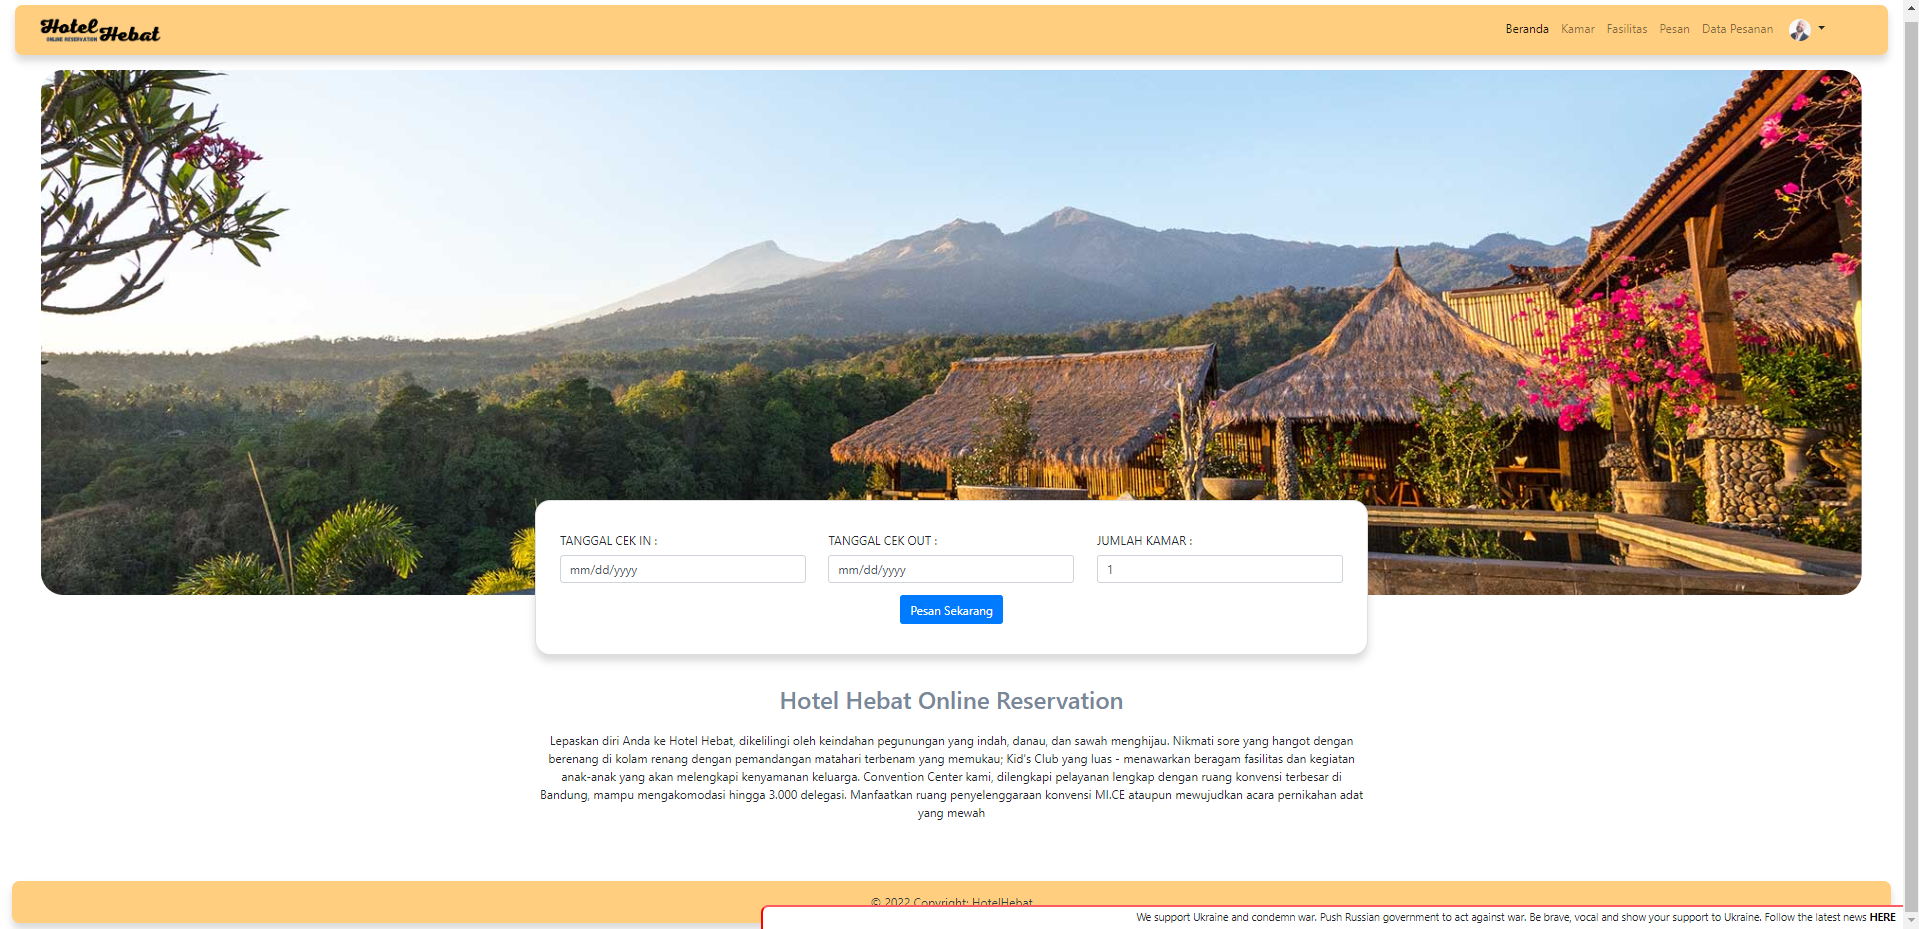 Hotel Hebat
ONLINE RESERVATION
Beranda Kamar Fasilitas Pesan Data Pesanan
TANGGAL CEK IN : TANGGAL CEK OUT : JUMLAH KAMAR :
mm/dd/yyyy mm/dd/yyyy 1
Pesan Sekarang
Hotel Hebat Online Reservation
Lepaskan diri Anda ke Hotel Hebat, dikelilingi oleh keindahan pegunungan yang indah, danau, dan sawah menghijau. Nikmati sore yang hangot dengan
berenang di kolam renang dengan pemandangan matahari terbenam yang memukau; Kid's Club yang luas - menawarkan beragam fasilitas dan kegiatan
anak-anak yang akan melengkapi kenyamanan keluarga. Convention Center kami, dilengkapi pelayanan lengkap dengan ruang konvensi terbesar di
Bandung, mampu mengakomodasi hingga 3.000 delegasi. Manfaatkan ruang penyelenggaraan konvensi MI.CE ataupun mewujudkan acara pernikahan adat
yang mewah
© 2022 Copyright: HotelHebat
We support Ukraine and condemn war. Push Russian government to act against war. Be brave, vocal and show your support to Ukraine. Follow the latest news HERE